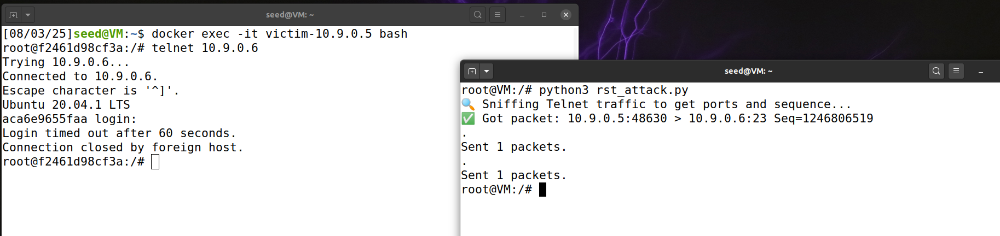 seed@VM: ~
[08/03/25]seed@VM:~$ docker exec -it victim-10.9.0.5 bash
root@f2461d98cf3a:/# telnet 10.9.0.6
Trying 10.9.0.6...
Connected to 10.9.0.6.
Escape character is '^]'.
Ubuntu 20.04.1 LTS
aca6e9655faa login:
Login timed out after 60 seconds.
Connection closed by foreign host.
root@f2461d98cf3a:/#
seed@VM: ~
root@VM:/# python3 rst_attack.py
🔍 Sniffing Telnet traffic to get ports and sequence...
✅ Got packet: 10.9.0.5:48630 > 10.9.0.6:23 Seq=1246806519
.
Sent 1 packets.
.
Sent 1 packets.
root@VM:/#